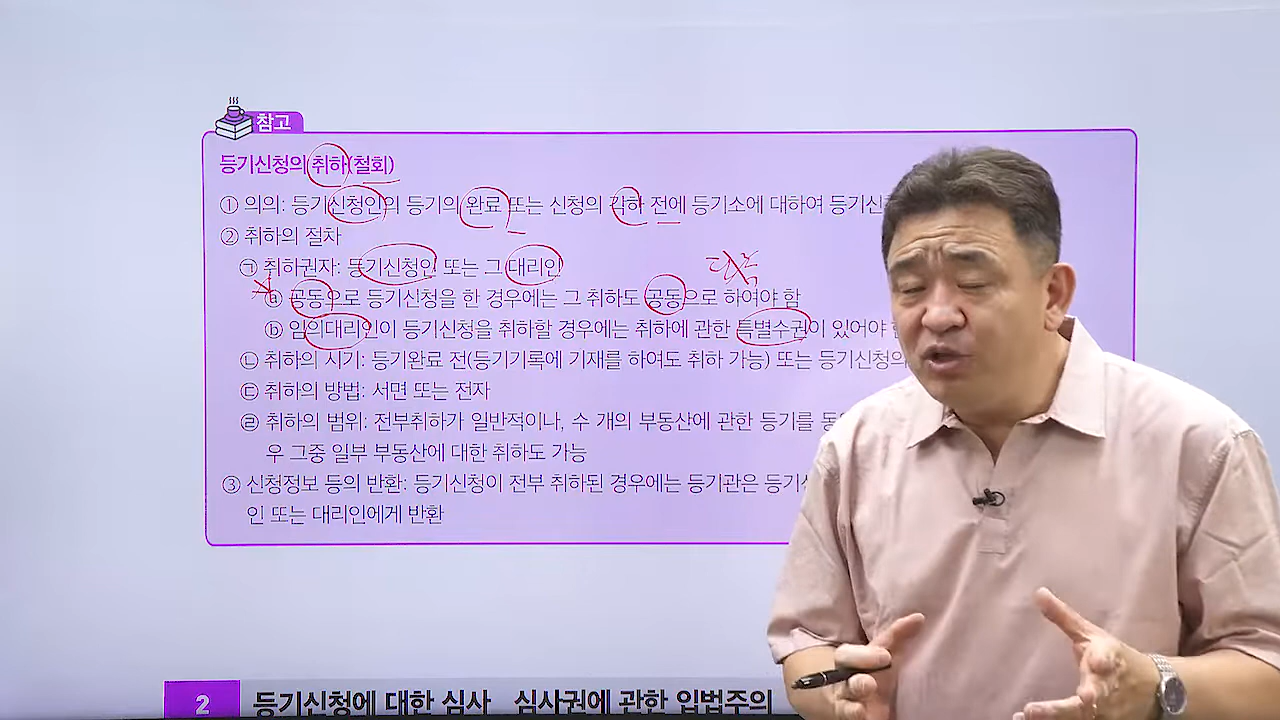 참고
등기신청의 취하(철회)
① 의의: 등기신청인의 등기의 완료 또는 신청의 각하 전에 등기소에 대하여 등기신청
② 취하의 절차
㉠ 취하권자: 등기신청인 또는 그 대리인
ⓐ 공동으로 등기신청을 한 경우에는 그 취하도 공동으로 하여야 함
ⓑ 임의대리인이 등기신청을 취하할 경우에는 취하에 관한 특별수권이 있어야
㉡ 취하의 시기: 등기완료 전(등기기록에 기재를 하여도 취하 가능) 또는 등기신청의
㉢ 취하의 방법: 서면 또는 전자
㉣ 취하의 범위: 전부취하가 일반적이나, 수 개의 부동산에 관한 등기를
우 그중 일부 부동산에 대한 취하도 가능
③ 신청정보 등의 반환: 등기신청이 전부 취하된 경우에는 등기관은
인 또는 대리인에게 반환
2 등기신청에 대한 심사 심사권에 관한 입법주의